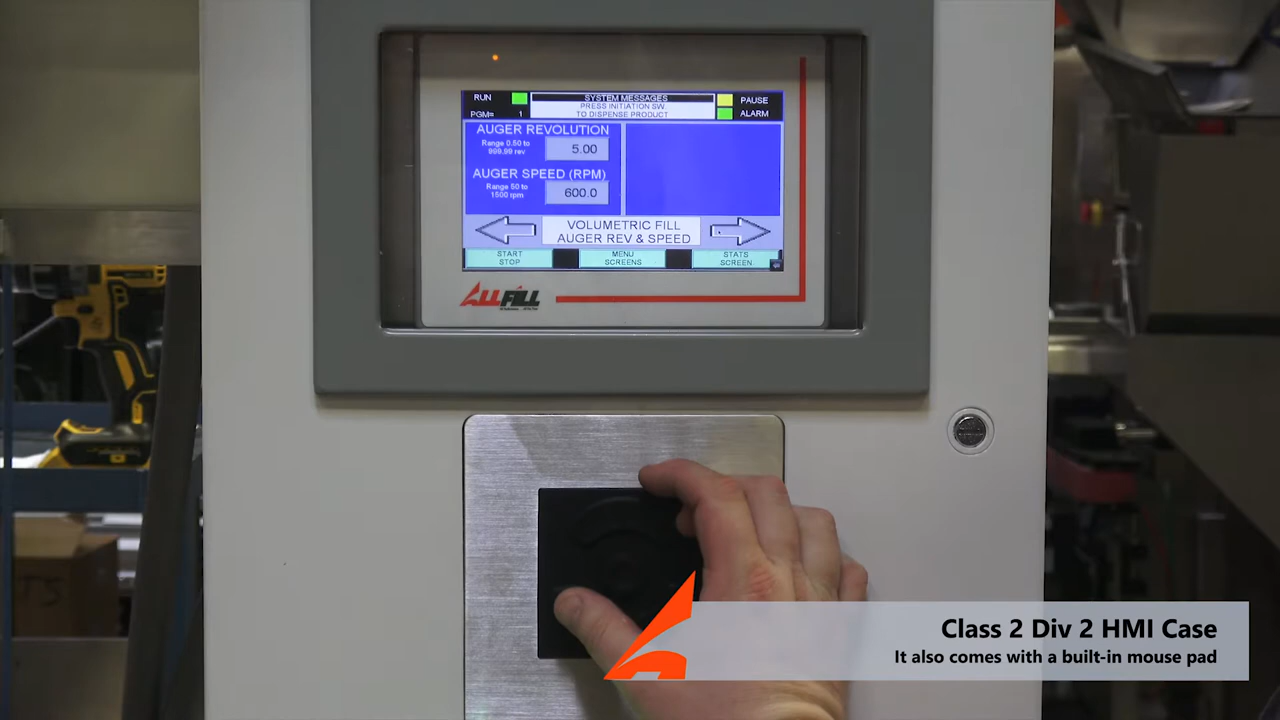 RUN
SYSTEM MESSAGES
PAUSE
PGM= 1
PRESS INITIATION SW.
TO DISPENSE PRODUCT
ALARM
AUGER REVOLUTION
Range 0.50 to
999.99 rev
5.00
AUGER SPEED (RPM)
Range 50 to
1500 rpm
600.0
VOLUMETRIC FILL
AUGER REV & SPEED
START
STOP
MENU
SCREENS
STATS
SCREEN
ALLFILL
Class 2 Div 2 HMI Case
It also comes with a built-in mouse pad